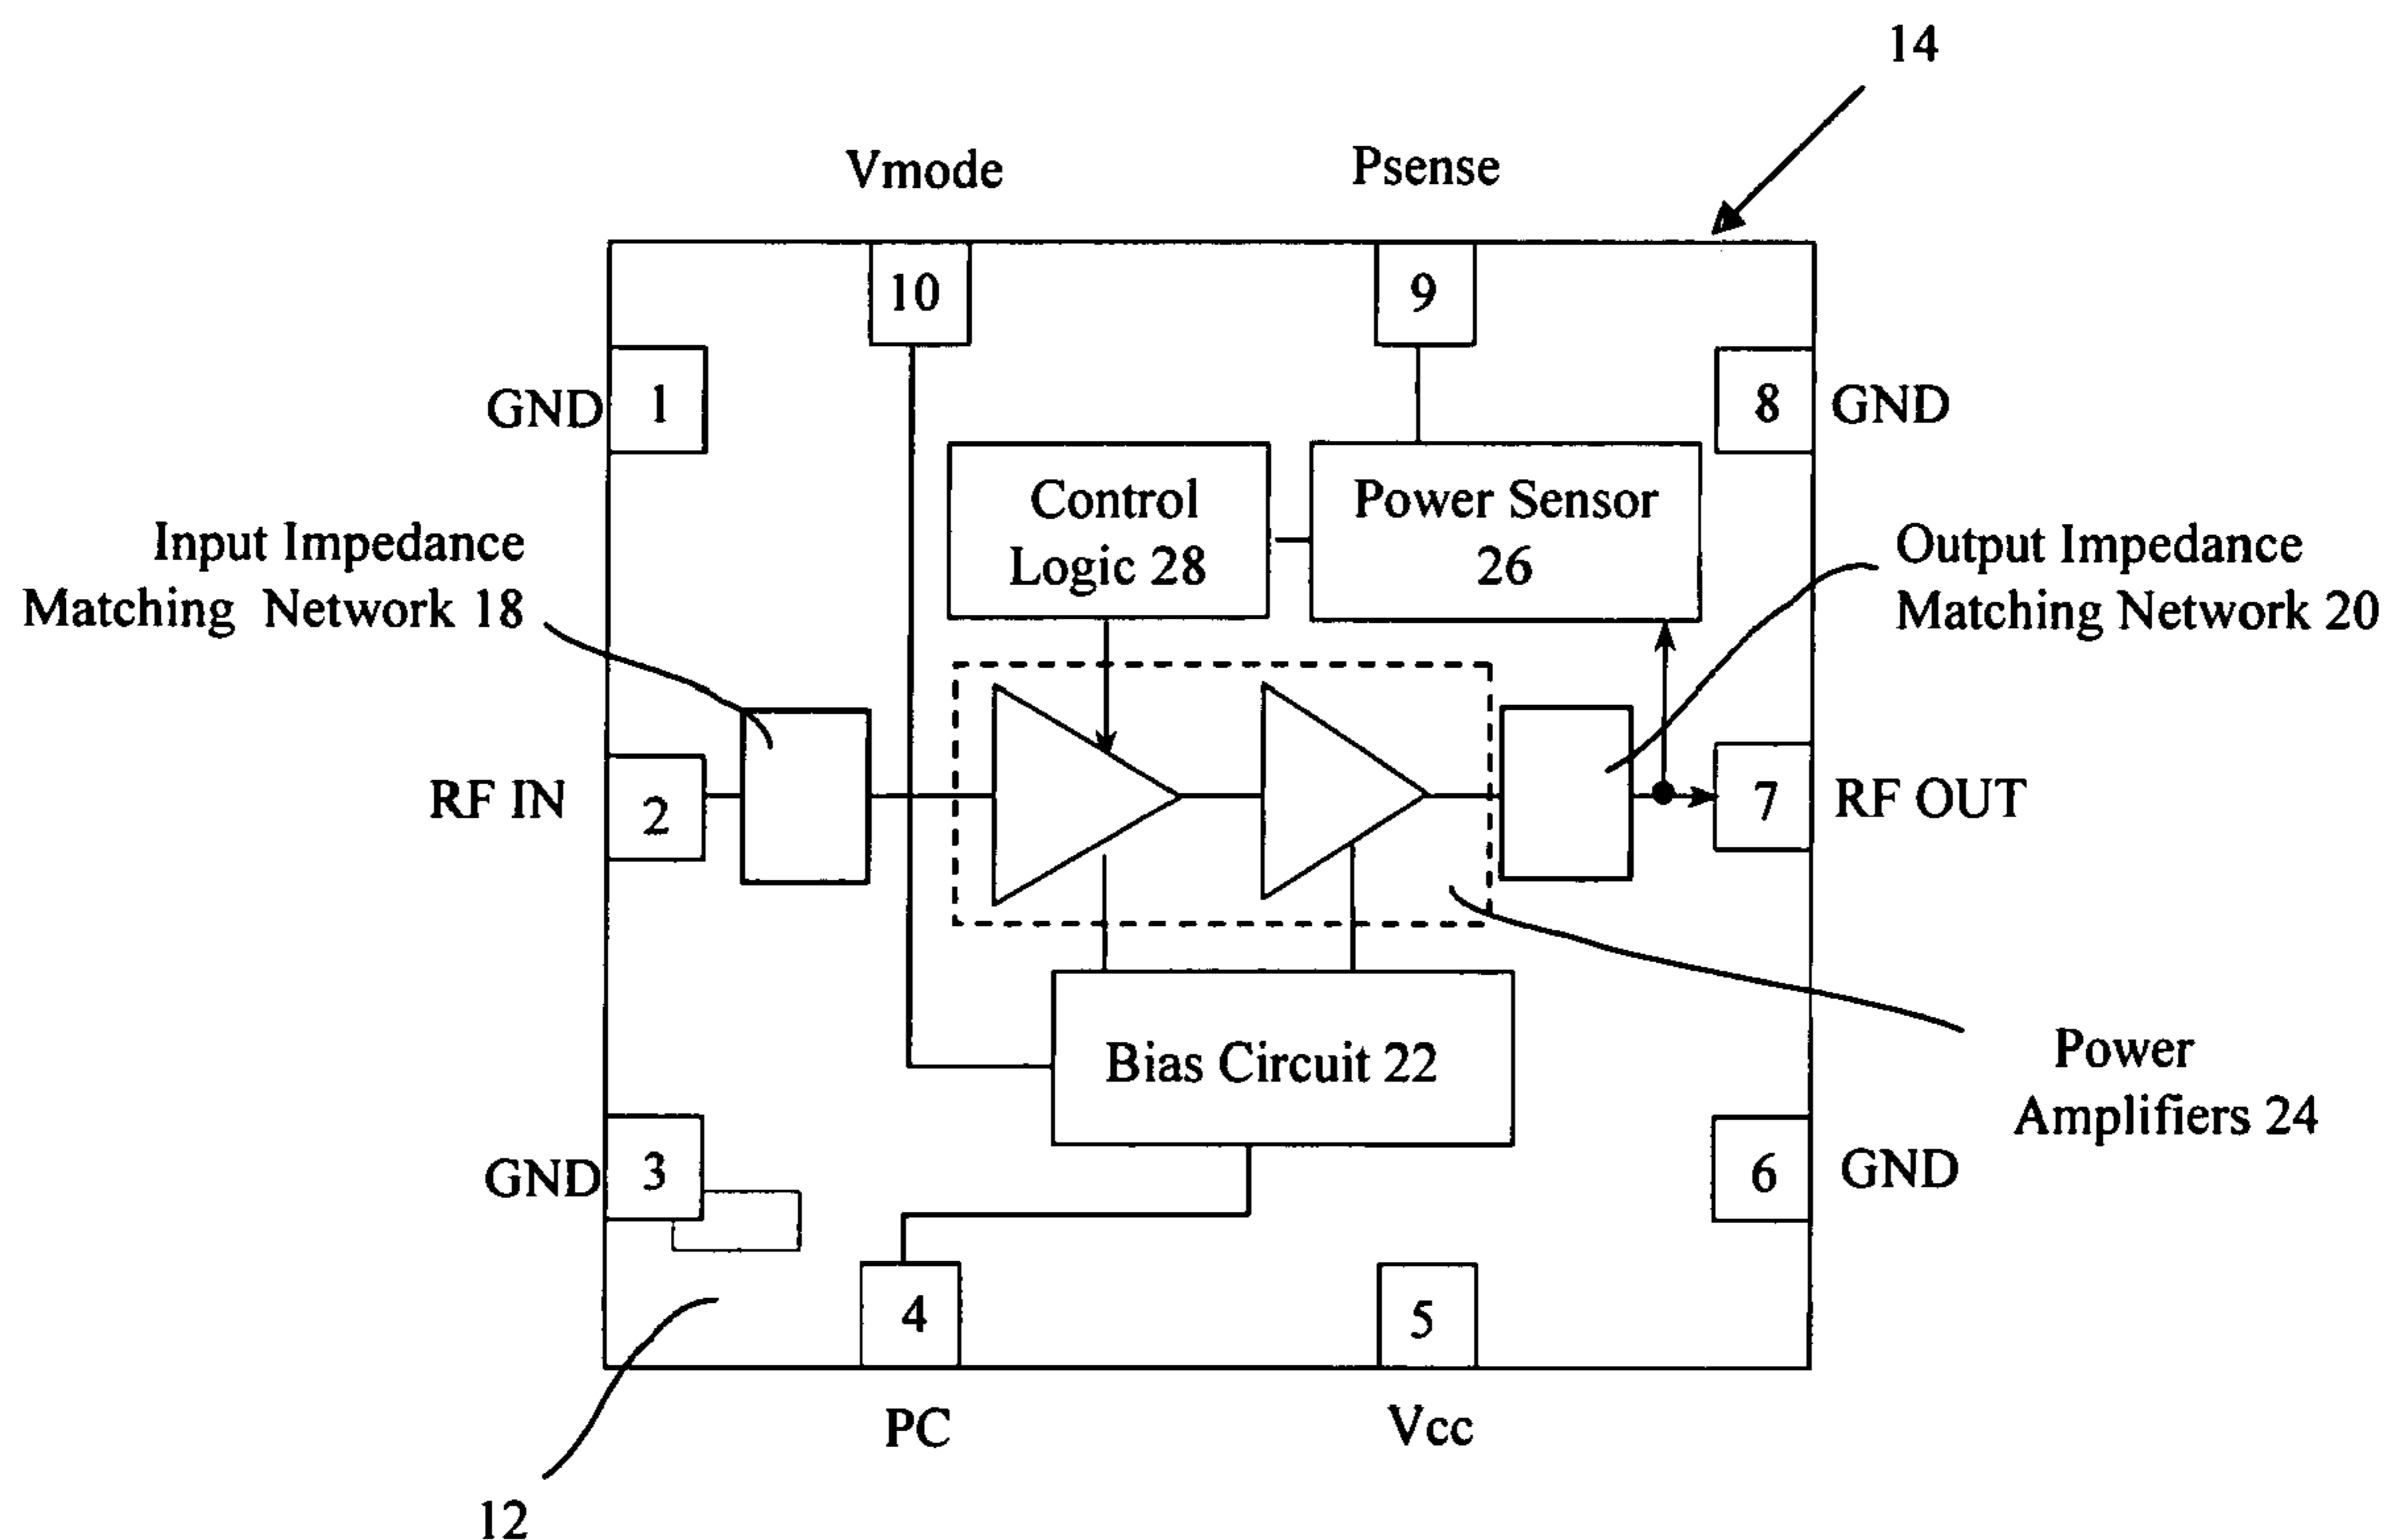 14
Vmode
Psense
10
9
GND
1
8
GND
Control
Logic 28
Power Sensor
26
Input Impedance
Matching Network 18
Output Impedance
Matching Network 20
RF IN
2
7
RF OUT
Bias Circuit 22
Power
Amplifiers 24
GND
3
6
GND
4
5
PC
Vcc
12